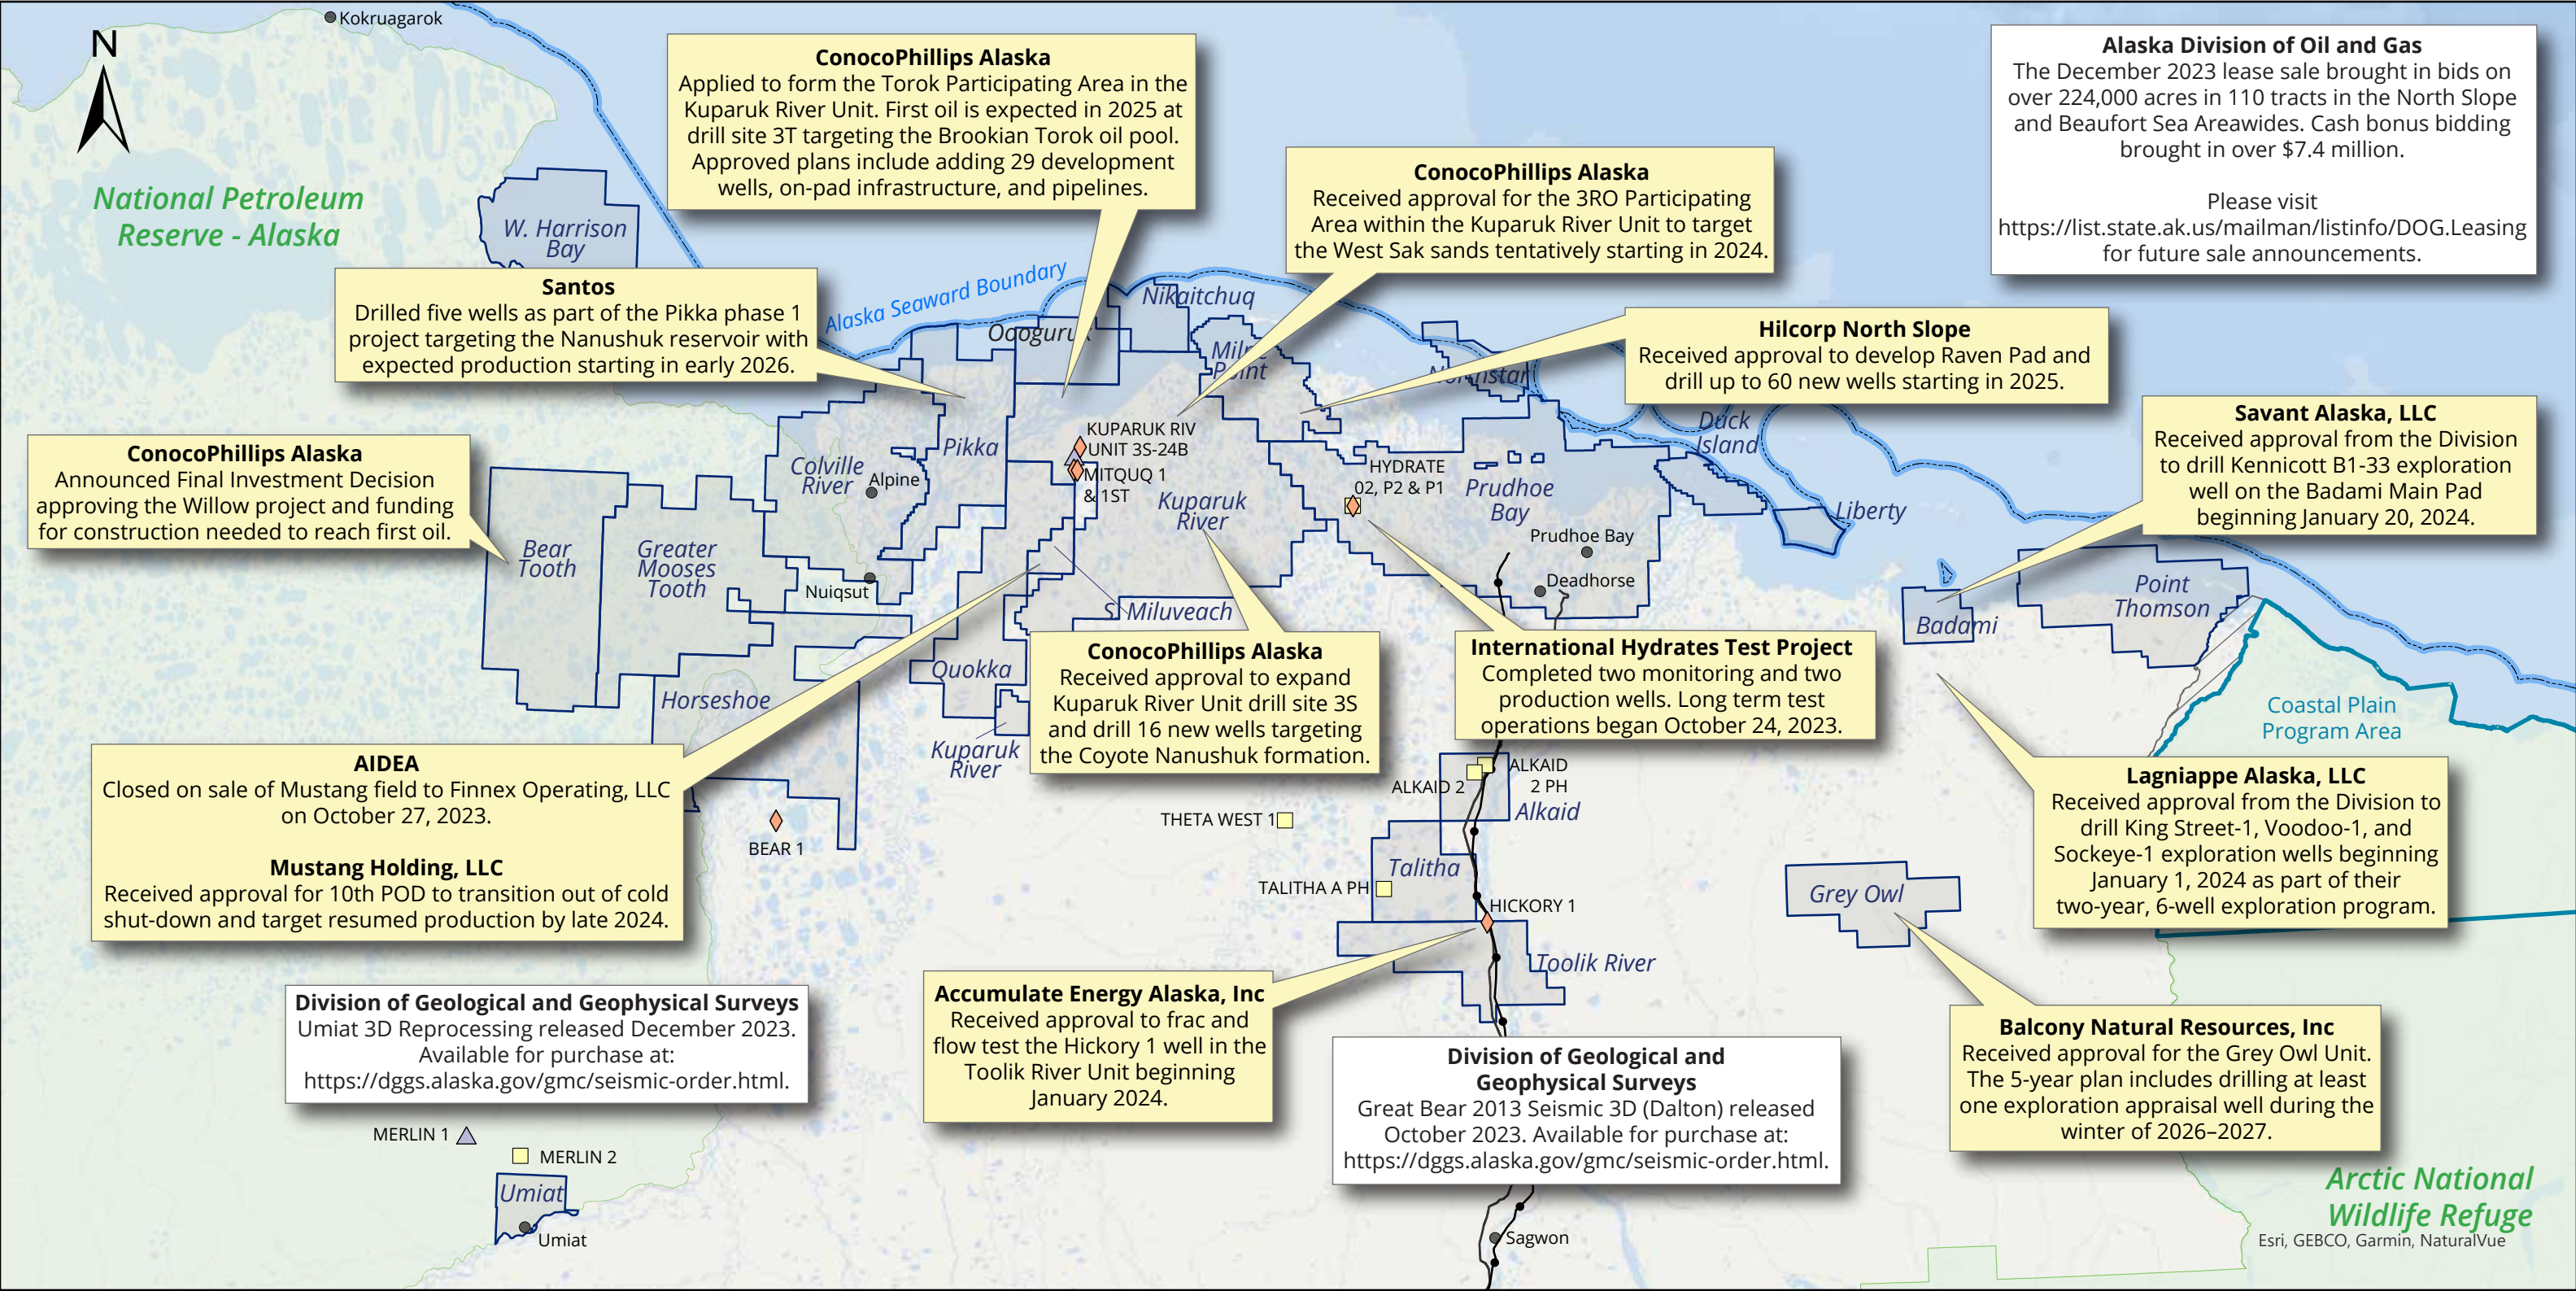 Kokruagarok
N
National Petroleum
Reserve - Alaska
ConocoPhillips Alaska
Applied to form the Torok Participating Area in the
Kuparuk River Unit. First oil is expected in 2025 at
drill site 3T targeting the Brookian Torok oil pool.
Approved plans include adding 29 development
wells, on-pad infrastructure, and pipelines.
Alaska Division of Oil and Gas
The December 2023 lease sale brought in bids on
over 224,000 acres in 110 tracts in the North Slope
and Beaufort Sea Areawides. Cash bonus bidding
brought in over $7.4 million.
Please visit
https://list.state.ak.us/mailman/listinfo/DOG.Leasing
for future sale announcements.
ConocoPhillips Alaska
Received approval for the 3RO Participating
Area within the Kuparuk River Unit to target
the West Sak sands tentatively starting in 2024.
W. Harrison
Bay
Santos
Drilled five wells as part of the Pikka phase 1
project targeting the Nanushuk reservoir with
expected production starting in early 2026.
Alaska Seaward Boundary
Nikaitchuq
Oooguruk
Milne
Point
Northstar
Hilcorp North Slope
Received approval to develop Raven Pad and
drill up to 60 new wells starting in 2025.
Duck
Island
Savant Alaska, LLC
Received approval from the Division
to drill Kennicott B1-33 exploration
well on the Badami Main Pad
beginning January 20, 2024.
ConocoPhillips Alaska
Announced Final Investment Decision
approving the Willow project and funding
for construction needed to reach first oil.
Bear
Tooth
Greater
Mooses
Tooth
Colville
River
Alpine
Nuiqsut
Pikka
KUPARUK RIV
UNIT 3S-24B
MITQUQ 1
& 1ST
Kuparuk
River
HYDRATE
02, P2 & P1
Prudhoe
Bay
Prudhoe Bay
Deadhorse
Liberty
Badami
Point
Thomson
S. Miluveach
ConocoPhillips Alaska
Received approval to expand
Kuparuk River Unit drill site 3S
and drill 16 new wells targeting
the Coyote Nanushuk formation.
International Hydrates Test Project
Completed two monitoring and two
production wells. Long term test
operations began October 24, 2023.
Quokka
Horseshoe
Kuparuk
River
Coastal Plain
Program Area
AIDEA
Closed on sale of Mustang field to Finnex Operating, LLC
on October 27, 2023.
Mustang Holding, LLC
Received approval for 10th POD to transition out of cold
shut-down and target resumed production by late 2024.
BEAR 1
THETA WEST 1
ALKAID 2
ALKAID
2 PH
Alkaid
Talitha
TALITHA A PH
HICKORY 1
Toolik River
Grey Owl
Lagniappe Alaska, LLC
Received approval from the Division to
drill King Street-1, Voodoo-1, and
Sockeye-1 exploration wells beginning
January 1, 2024 as part of their
two-year, 6-well exploration program.
Division of Geological and Geophysical Surveys
Umiat 3D Reprocessing released December 2023.
Available for purchase at:
https://dggs.alaska.gov/gmc/seismic-order.html.
Accumulate Energy Alaska, Inc
Received approval to frac and
flow test the Hickory 1 well in the
Toolik River Unit beginning
January 2024.
Division of Geological and
Geophysical Surveys
Great Bear 2013 Seismic 3D (Dalton) released
October 2023. Available for purchase at:
https://dggs.alaska.gov/gmc/seismic-order.html.
Balcony Natural Resources, Inc
Received approval for the Grey Owl Unit.
The 5-year plan includes drilling at least
one exploration appraisal well during the
winter of 2026–2027.
MERLIN 1
MERLIN 2
Umiat
Umiat
Sagwon
Arctic National
Wildlife Refuge
Esri, GEBCO, Garmin, NaturalVue